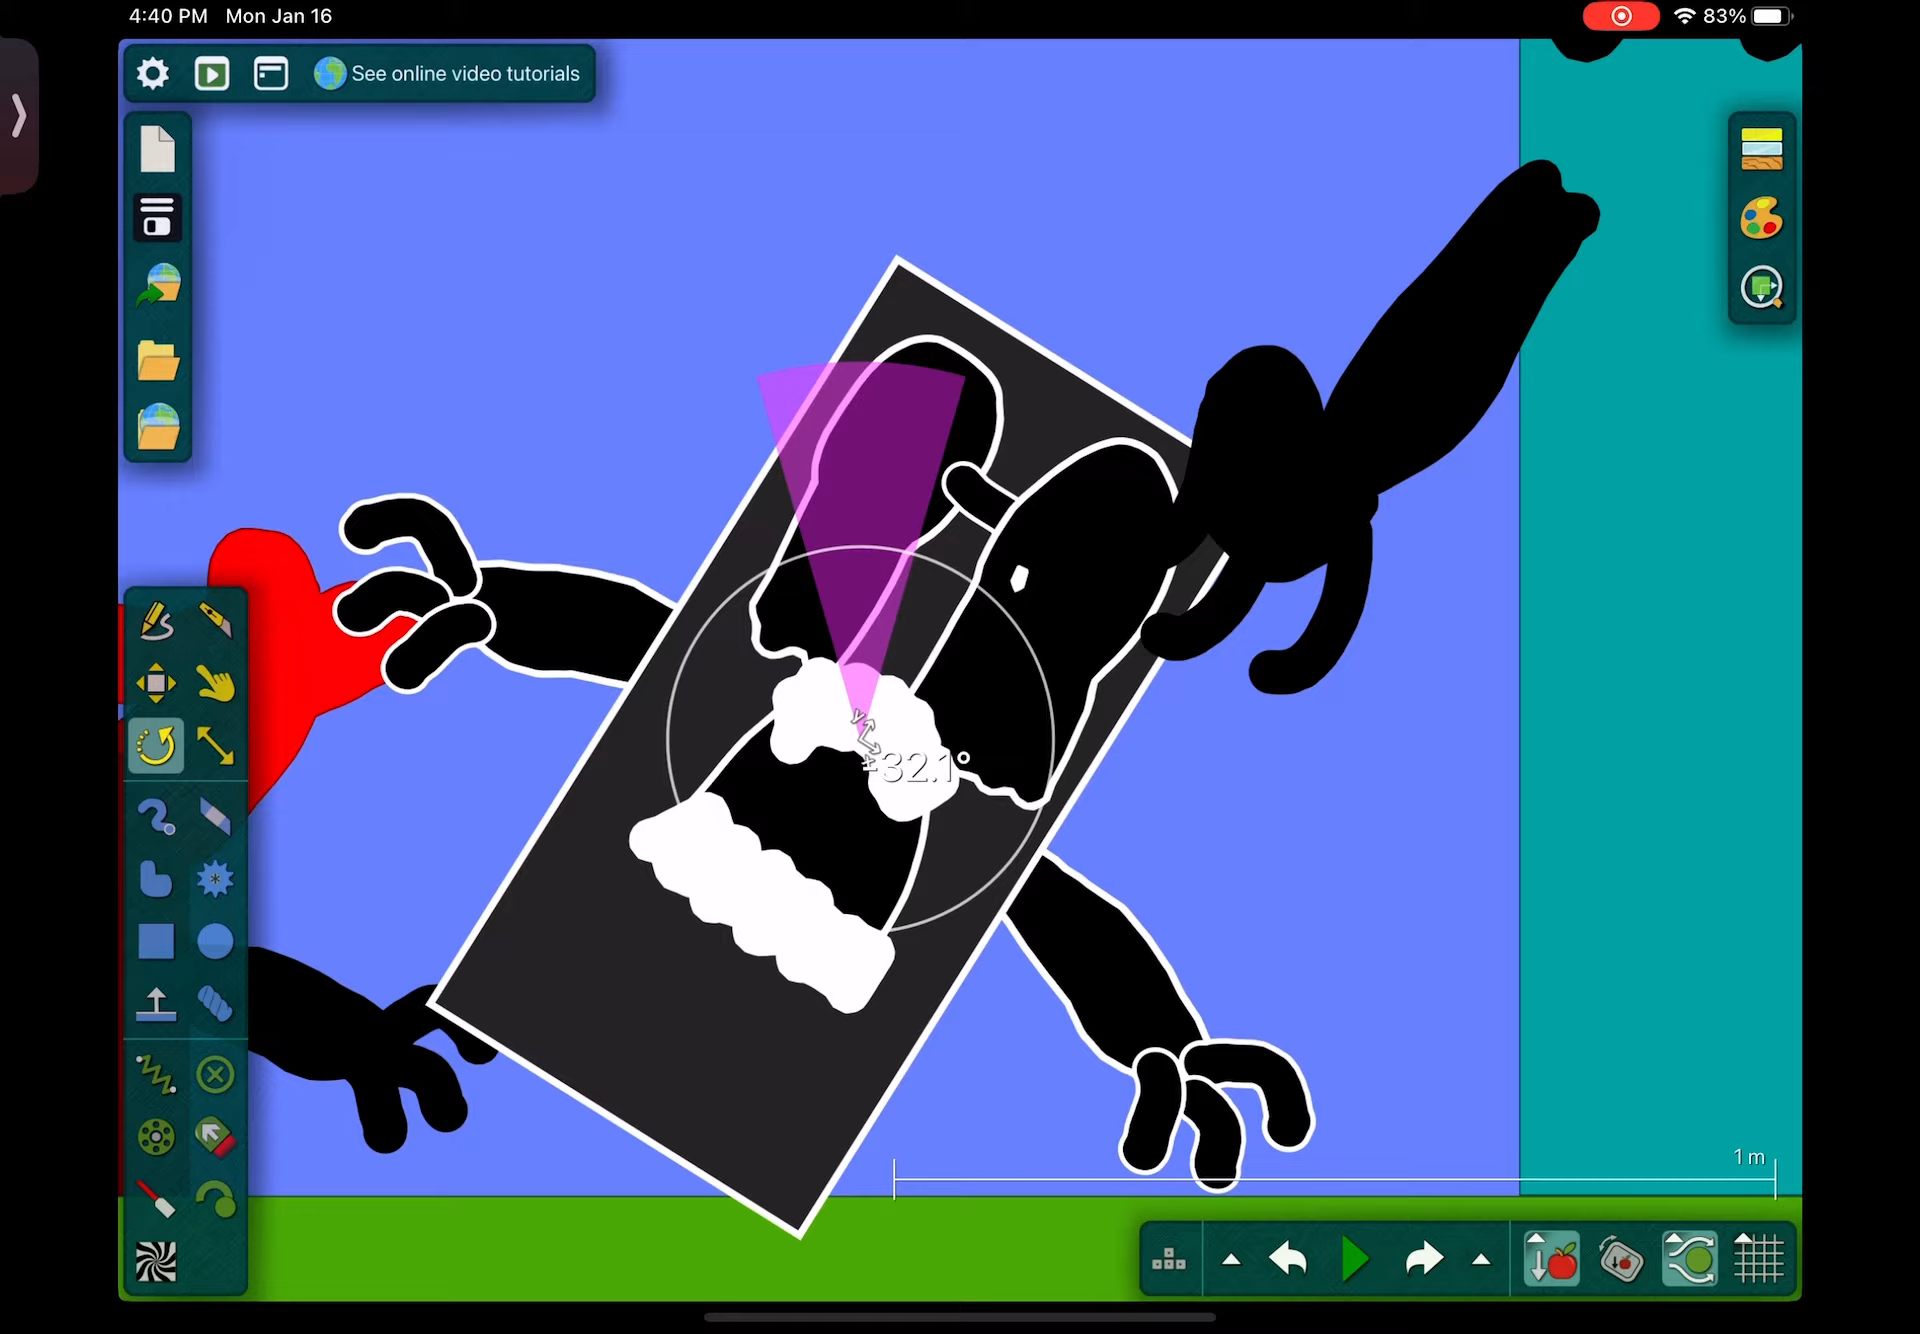 4:40 PM Mon Jan 16
83%
See online video tutorials
y
-32.1°
1 m